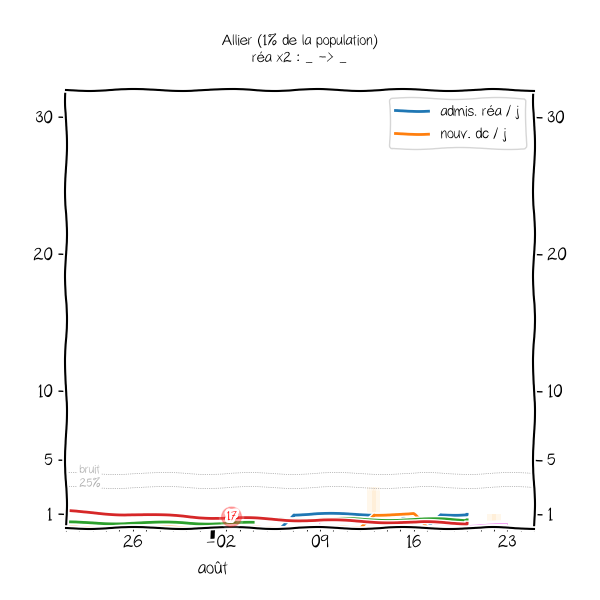 Allier (1% de la population)
réa x2 : _ -> _
admis. réa / j
nouv. dc / j
30
30
20
20
10
10
5
5
bruit
25%
1
17
1
26
02
09
16
23
août